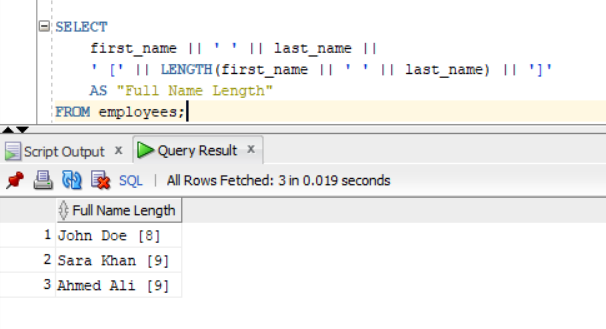 SELECT
first_name || ' ' || last_name ||
' [' || LENGTH(first_name || ' ' || last_name) || ']'
AS "Full Name Length"
FROM employees;
Script Output x Query Result x
SQL | All Rows Fetched: 3 in 0.019 seconds
Full Name Length
1 John Doe [8]
2 Sara Khan [9]
3 Ahmed Ali [9]